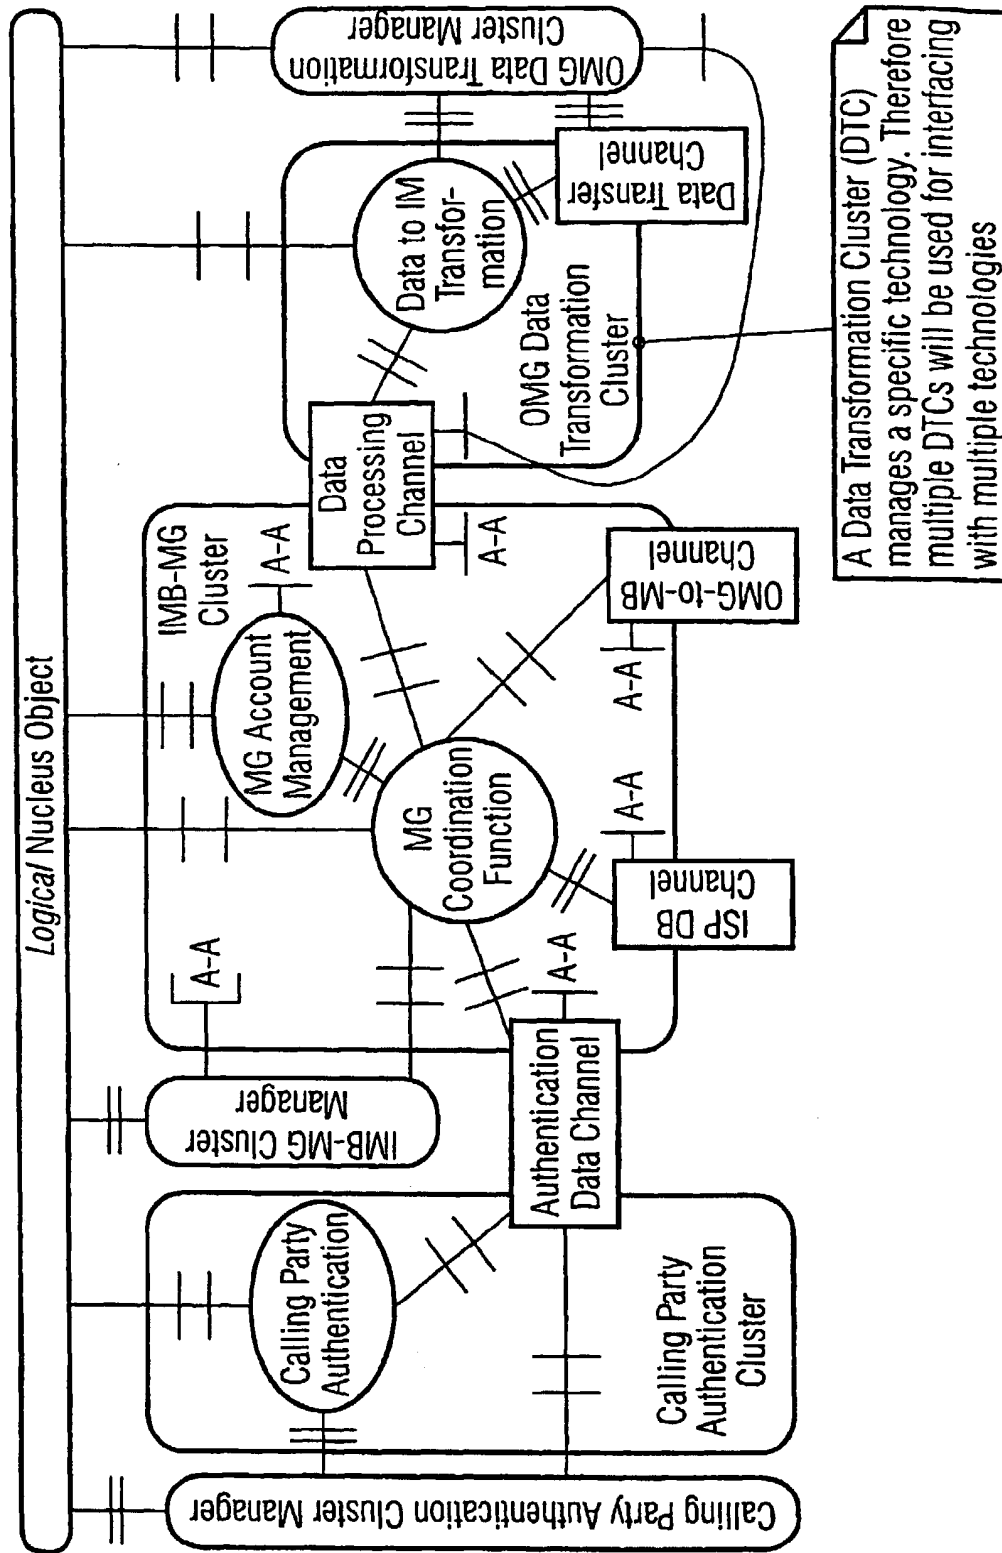 Logical Nucleus Object
Calling Party Authentication Cluster Manager
Calling Party
Authentication
Calling Party
Authentication
Cluster
IMB-MG Cluster
Manager
A-A
Authentication
Data Channel
A-A
MG
Coordination
Function
MG Account
Management
IMB-MG
Cluster
A-A
ISP DB
Channel
A-A
OMG-to-MB
Channel
A-A
Data
Processing
Channel
A-A
Data to IM
Transfor-
mation
OMG Data
Transformation
Cluster
Data Transfer
Channel
OMG Data Transformation
Cluster Manager
A Data Transformation Cluster (DTC)
manages a specific technology. Therefore
multiple DTCs will be used for interfacing
with multiple technologies